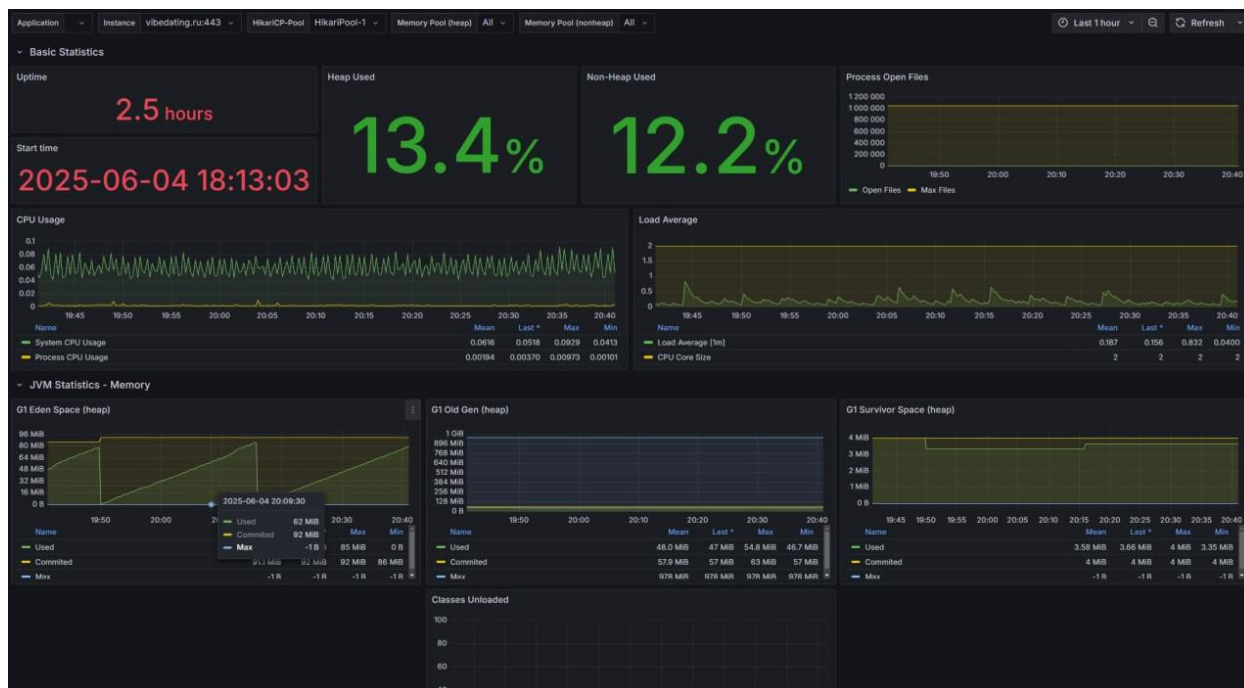 Application Instance vibedating.ru:443 HikariCP-Pool HikariPool-1 Memory Pool (heap) All Memory Pool (nonheap) All Last 1 hour Refresh
Basic Statistics
Uptime
2.5 hours
Start time
2025-06-04 18:13:03
Heap Used
13.4%
Non-Heap Used
12.2%
Process Open Files
1 200 000
1 000 000
800 000
600 000
400 000
200 000
0
19:50 20:00 20:10 20:20 20:30 20:40
Open Files Max Files
CPU Usage
0.1
0.08
0.06
0.04
0.02
0
19:45 19:50 19:55 20:00 20:05 20:10 20:15 20:20 20:25 20:30 20:35 20:40
Name Mean Last * Max Min
System CPU Usage 0.0616 0.0518 0.0929 0.0413
Process CPU Usage 0.00194 0.00370 0.00973 0.00101
Load Average
2
1.5
1
0.5
0
19:45 19:50 19:55 20:00 20:05 20:10 20:15 20:20 20:25 20:30 20:35 20:40
Name Mean Last * Max Min
Load Average [1m] 0.187 0.156 0.832 0.0400
CPU Core Size 2 2 2 2
JVM Statistics - Memory
G1 Eden Space (heap)
96 MiB
80 MiB
64 MiB
48 MiB
32 MiB
16 MiB
0 B
19:50 20:00 20:30 20:40
2025-06-04 20:09:30
Used 62 MiB
Commited 92 MiB
Max -1 B
Name Max Min
Used 85 MiB 0 B
Commited 91.1 MiB 92 MiB 92 MiB 86 MiB
Max -1 B -1 B -1 B -1 B
G1 Old Gen (heap)
1 GiB
896 MiB
768 MiB
640 MiB
512 MiB
384 MiB
256 MiB
128 MiB
0 B
19:50 20:00 20:10 20:20 20:30 20:40
Name Mean Last * Max Min
Used 48.0 MiB 47 MiB 54.8 MiB 46.7 MiB
Commited 57.9 MiB 57 MiB 63 MiB 57 MiB
Max 978 MiB 978 MiB 978 MiB 978 MiB
G1 Survivor Space (heap)
4 MiB
3 MiB
2 MiB
1 MiB
0 B
19:45 19:50 19:55 20:00 20:05 20:10 20:15 20:20 20:25 20:30 20:35 20:40
Name Mean Last * Max Min
Used 3.58 MiB 3.66 MiB 4 MiB 3.35 MiB
Commited 4 MiB 4 MiB 4 MiB 4 MiB
Max -1 B -1 B -1 B -1 B
Classes Unloaded
100
80
60